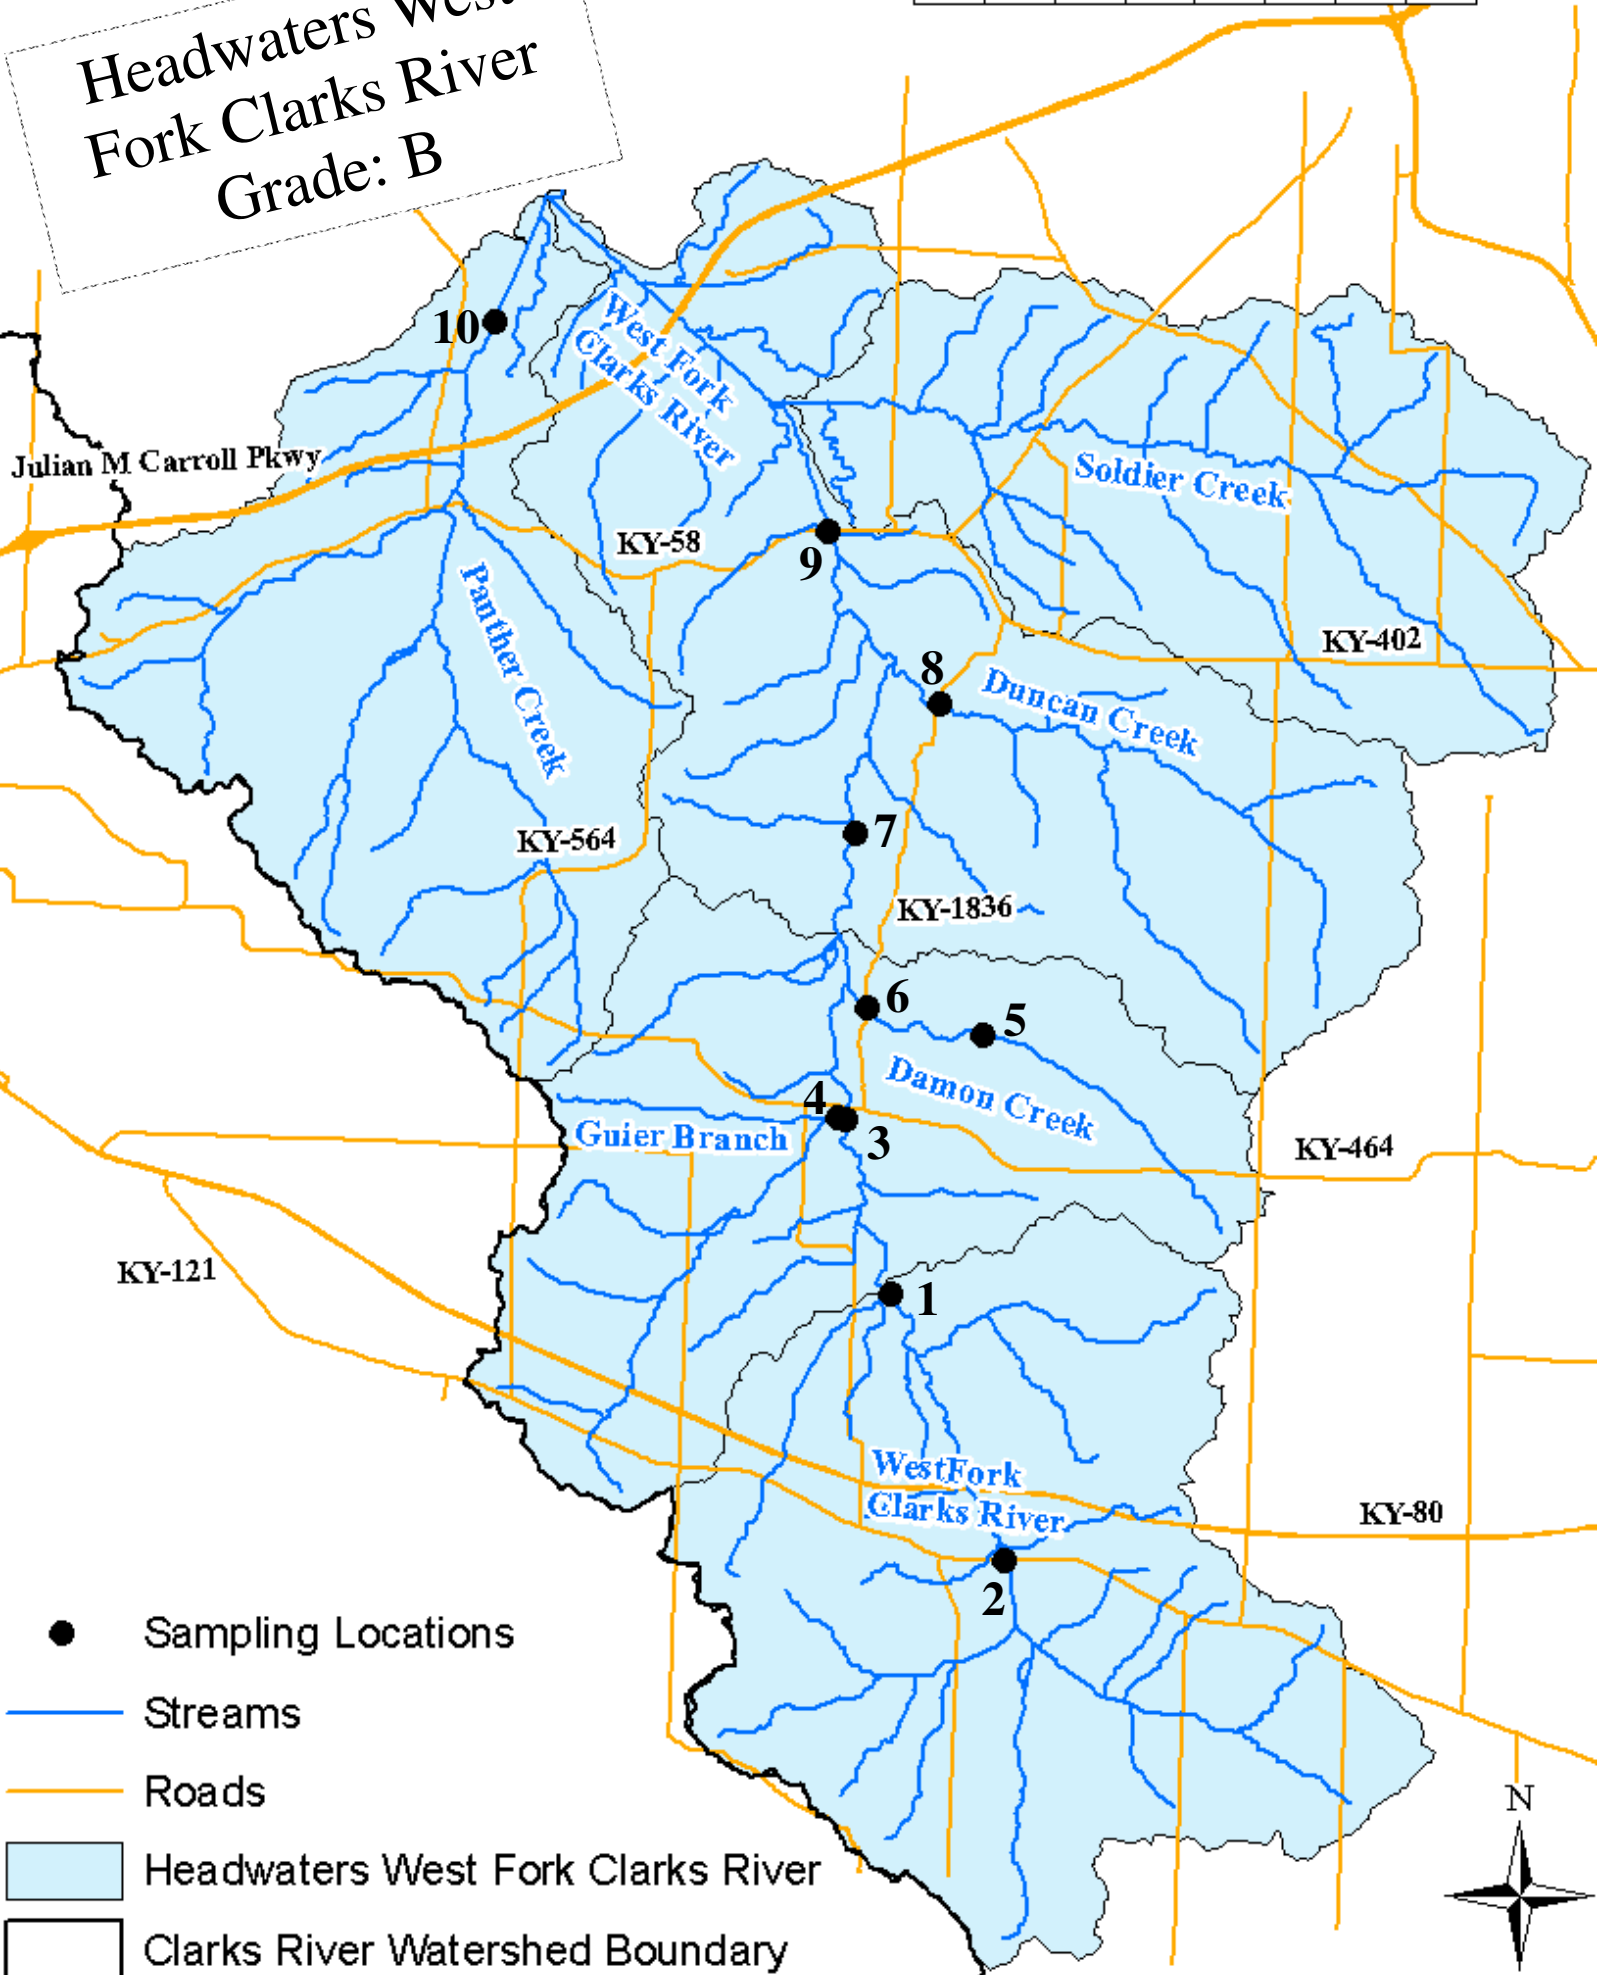 Headwaters West
Fork Clarks River
Grade: B
10
West Fork
Clarks River
Julian M Carroll Pkwy
Soldier Creek
KY-58
9
Panther Creek
KY-402
8
Duncan Creek
7
KY-564
KY-1836
6
5
Damon Creek
4
Guier Branch
3
KY-464
KY-121
1
WestFork
Clarks River
KY-80
2
Sampling Locations
Streams
Roads
Headwaters West Fork Clarks River
Clarks River Watershed Boundary
N